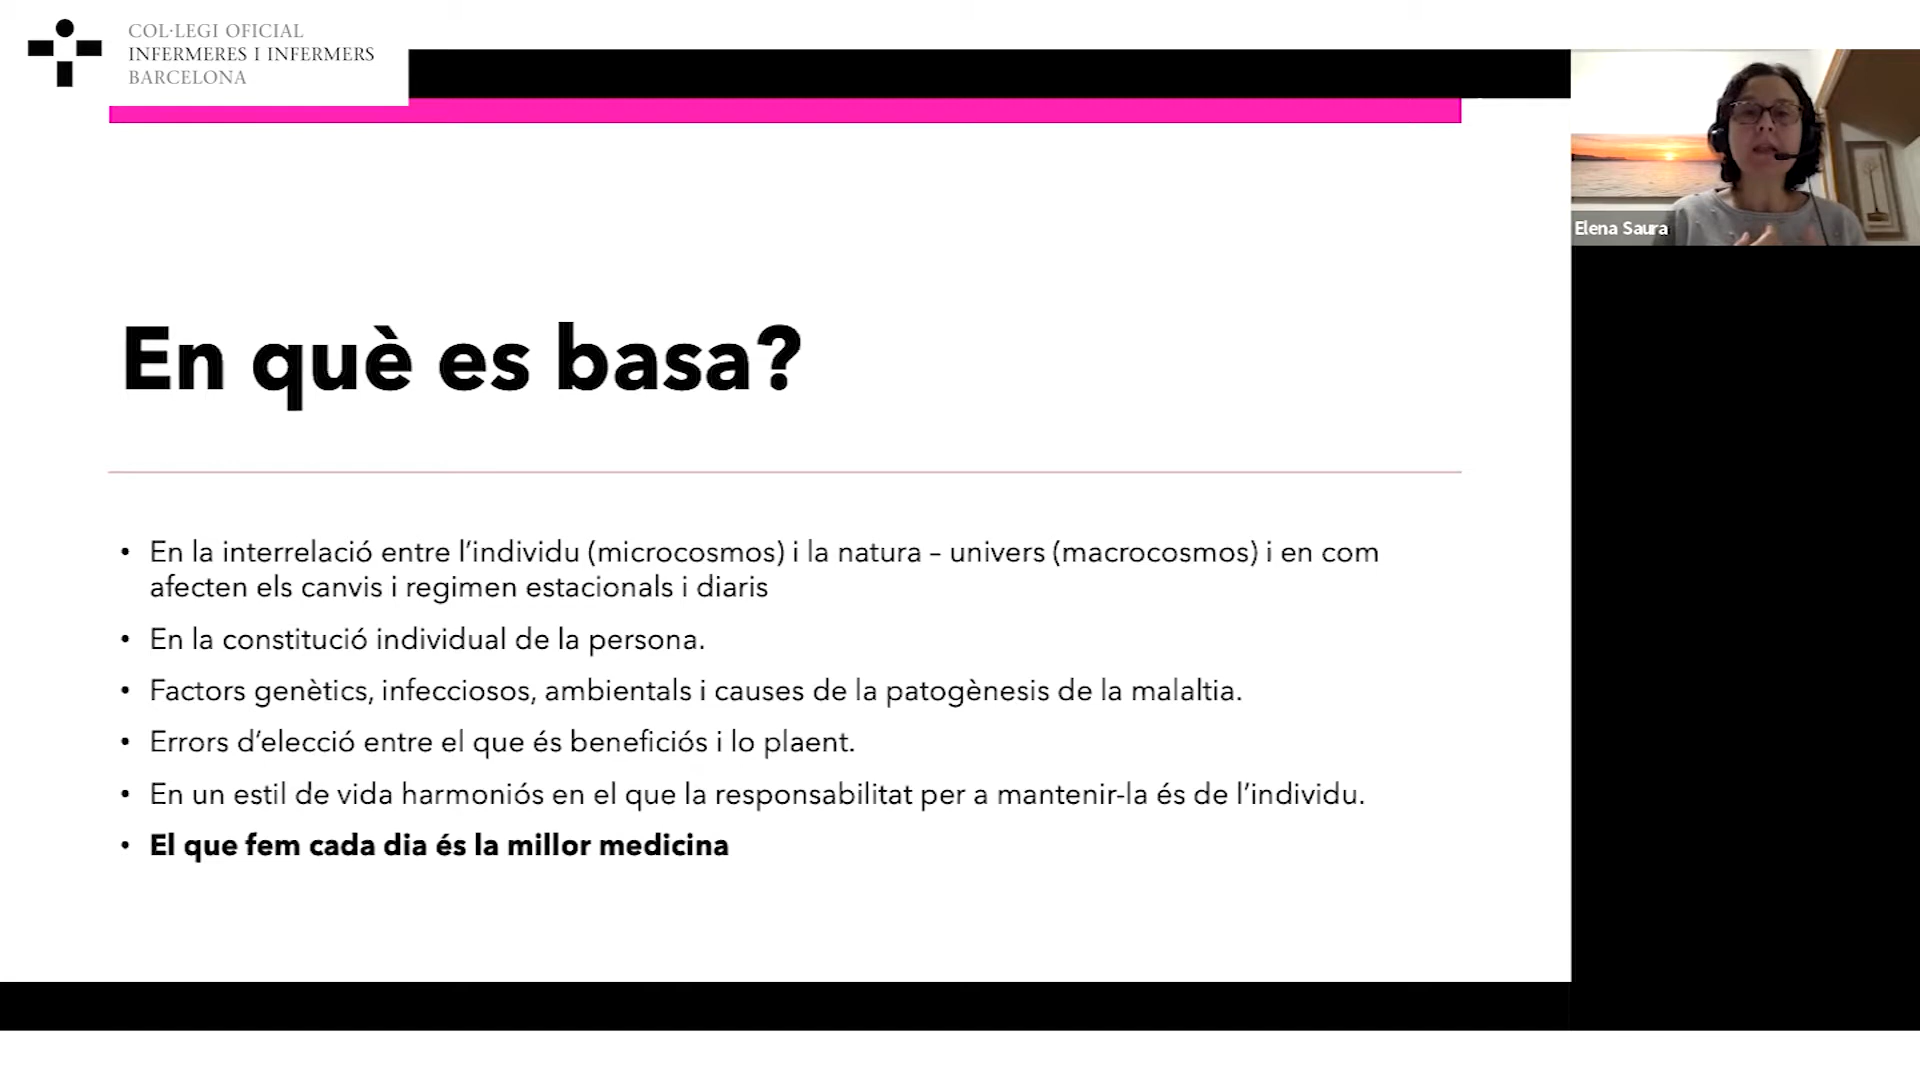 COL·LEGI OFICIAL
INFERMERES I INFERMERS
BARCELONA
Elena Saura
En què es basa?
• En la interrelació entre l’individu (microcosmos) i la natura – univers (macrocosmos) i en com
afecten els canvis i regimen estacionals i diaris
• En la constitució individual de la persona.
• Factors genètics, infecciosos, ambientals i causes de la patogènesis de la malaltia.
• Errors d’elecció entre el que és beneficiós i lo plaent.
• En un estil de vida harmoniós en el que la responsabilitat per a mantenir-la és de l’individu.
• El que fem cada dia és la millor medicina